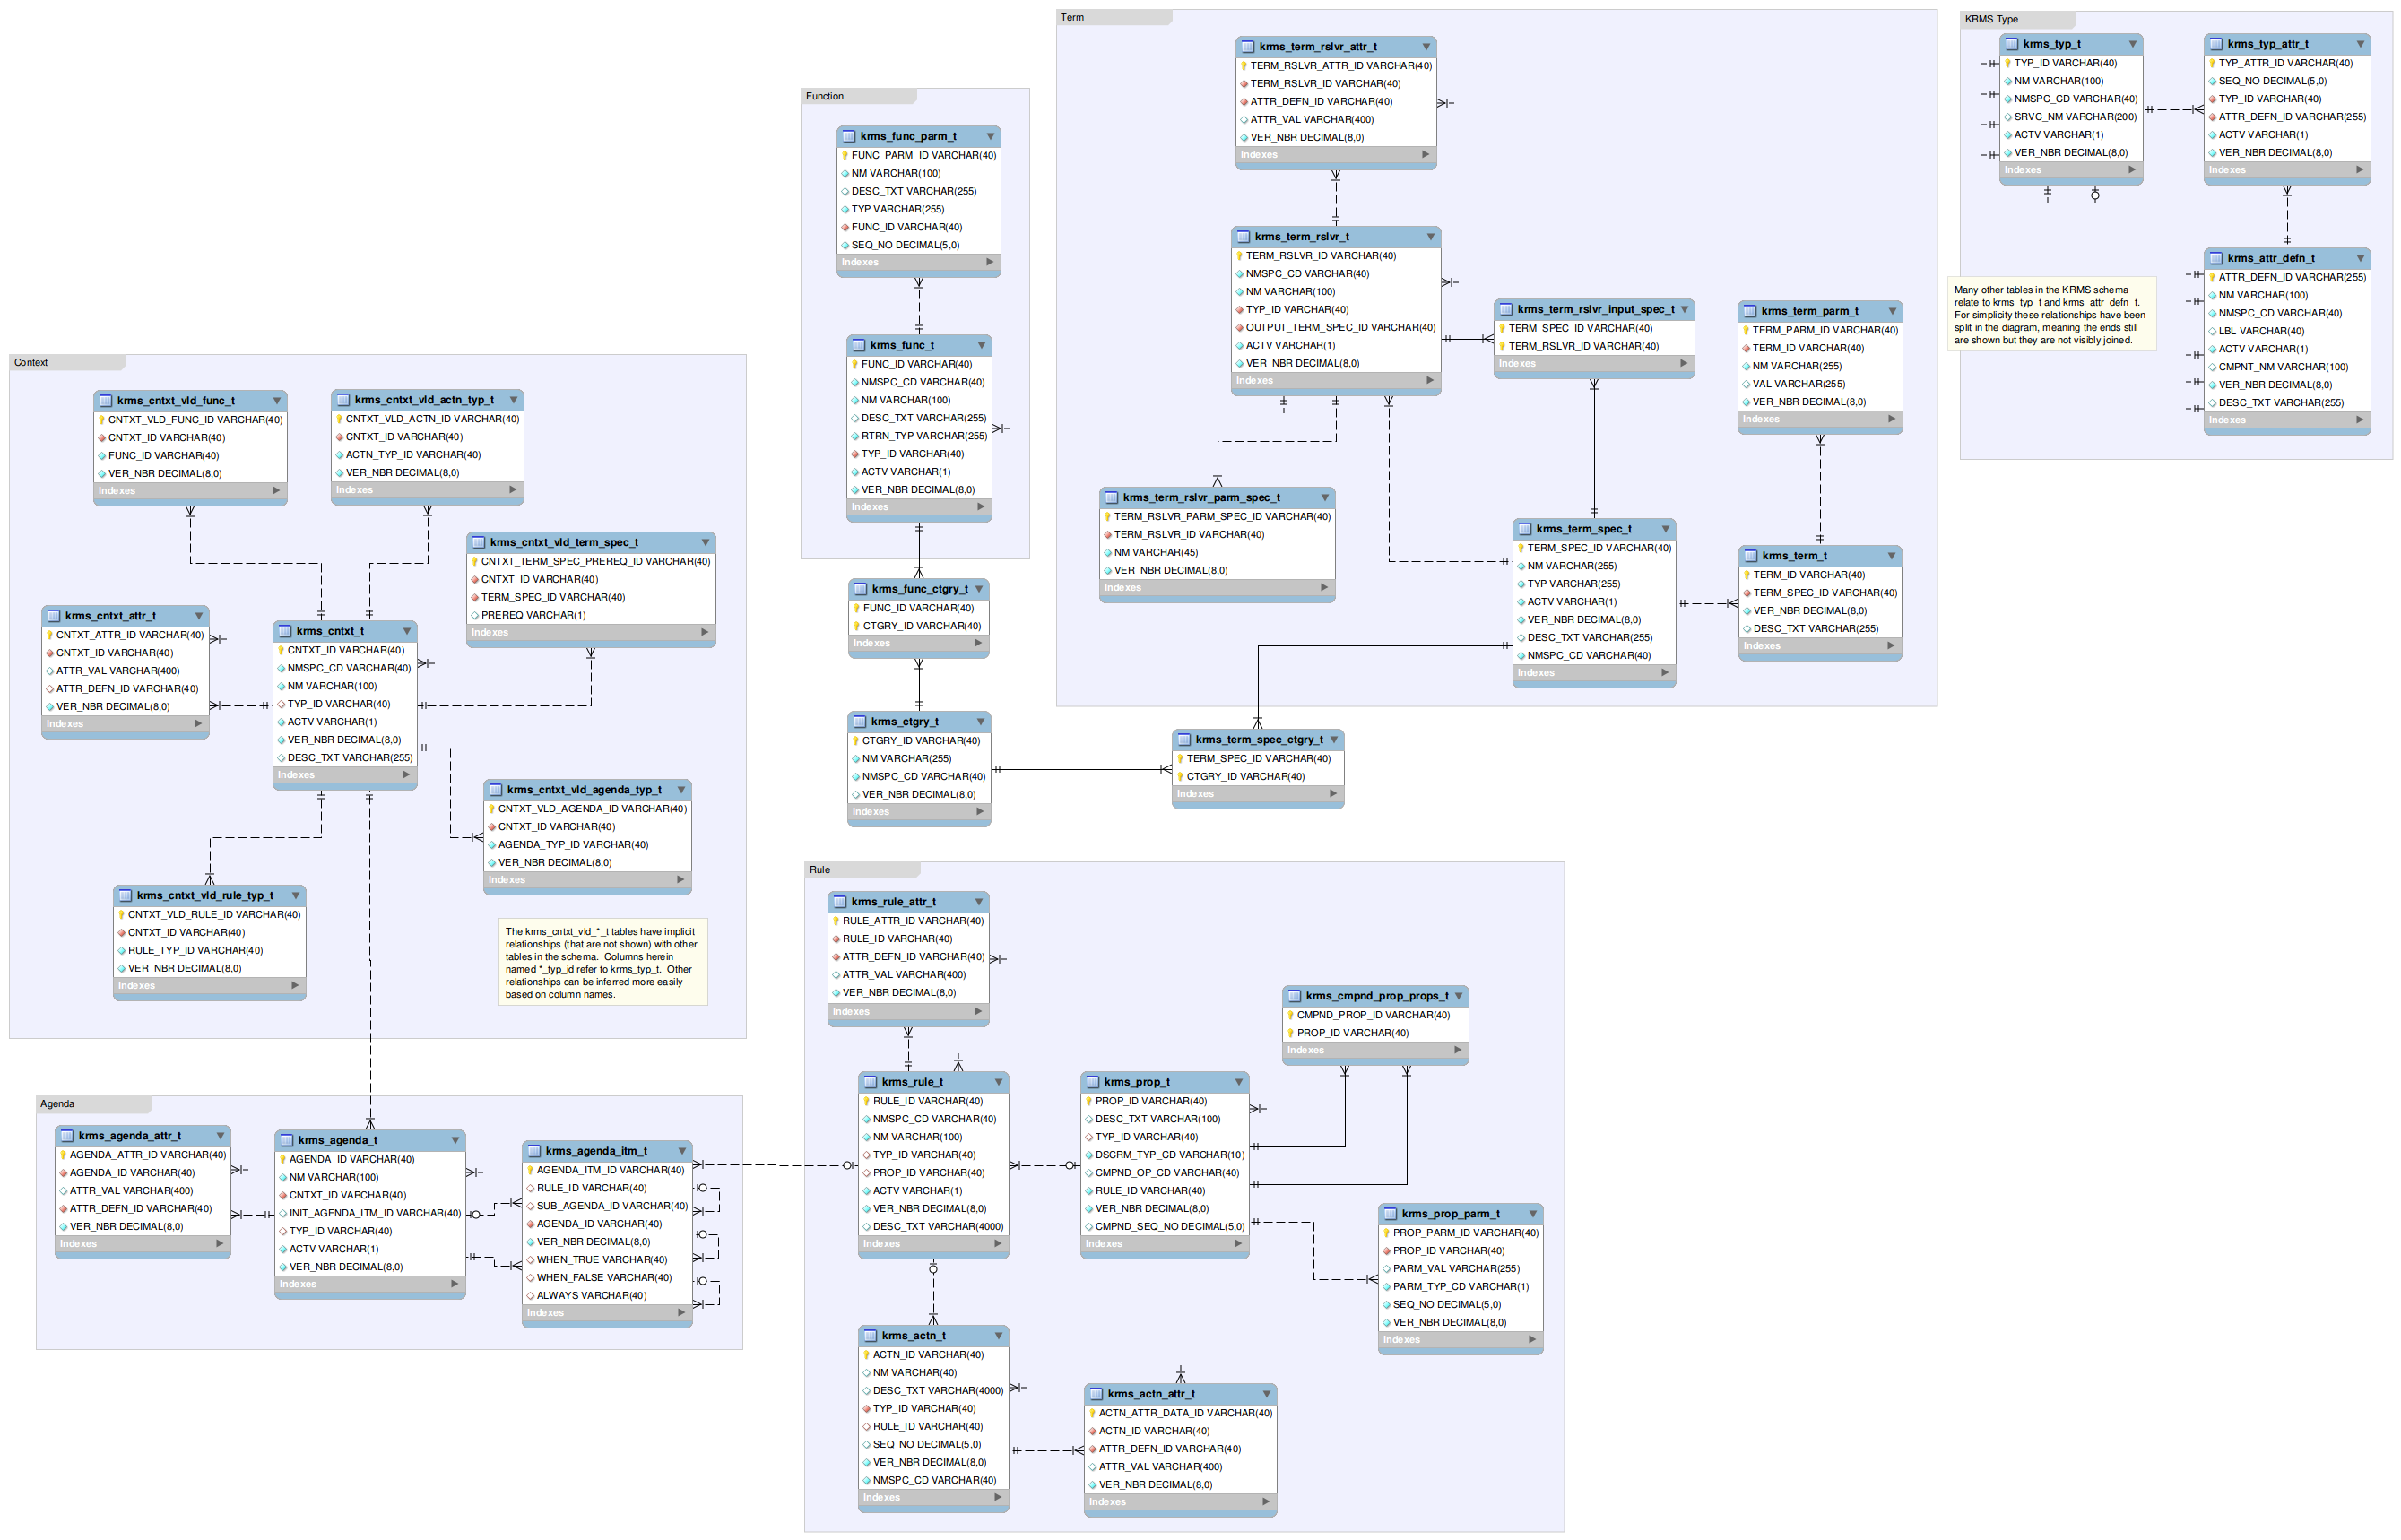 Term
krms_term_rslvr_attr_t
TERM_RSLVR_ATTR_ID VARCHAR(40)
TERM_RSLVR_ID VARCHAR(40)
ATTR_DEFN_ID VARCHAR(40)
ATTR_VAL VARCHAR(400)
VER_NBR DECIMAL(8,0)
Indexes
krms_term_rslvr_t
TERM_RSLVR_ID VARCHAR(40)
NMSPC_CD VARCHAR(40)
NM VARCHAR(100)
TYP_ID VARCHAR(40)
OUTPUT_TERM_SPEC_ID VARCHAR(40)
ACTV VARCHAR(1)
VER_NBR DECIMAL(8,0)
Indexes
krms_term_rslvr_input_spec_t
TERM_SPEC_ID VARCHAR(40)
TERM_RSLVR_ID VARCHAR(40)
Indexes
krms_term_parm_t
TERM_PARM_ID VARCHAR(40)
TERM_ID VARCHAR(40)
NM VARCHAR(255)
VAL VARCHAR(255)
VER_NBR DECIMAL(8,0)
Indexes
krms_term_rslvr_parm_spec_t
TERM_RSLVR_PARM_SPEC_ID VARCHAR(40)
TERM_RSLVR_ID VARCHAR(40)
NM VARCHAR(45)
VER_NBR DECIMAL(8,0)
Indexes
krms_term_spec_t
TERM_SPEC_ID VARCHAR(40)
NM VARCHAR(255)
TYP VARCHAR(255)
ACTV VARCHAR(1)
VER_NBR DECIMAL(8,0)
DESC_TXT VARCHAR(255)
NMSPC_CD VARCHAR(40)
Indexes
krms_term_t
TERM_ID VARCHAR(40)
TERM_SPEC_ID VARCHAR(40)
VER_NBR DECIMAL(8,0)
DESC_TXT VARCHAR(255)
Indexes
KRMS Type
krms_typ_t
TYP_ID VARCHAR(40)
NM VARCHAR(100)
NMSPC_CD VARCHAR(40)
SRVC_NM VARCHAR(200)
ACTV VARCHAR(1)
VER_NBR DECIMAL(8,0)
Indexes
krms_typ_attr_t
TYP_ATTR_ID VARCHAR(40)
SEQ_NO DECIMAL(5,0)
TYP_ID VARCHAR(40)
ATTR_DEFN_ID VARCHAR(255)
ACTV VARCHAR(1)
VER_NBR DECIMAL(8,0)
Indexes
krms_attr_defn_t
ATTR_DEFN_ID VARCHAR(255)
NM VARCHAR(100)
NMSPC_CD VARCHAR(40)
LBL VARCHAR(40)
ACTV VARCHAR(1)
CMPNT_NM VARCHAR(100)
VER_NBR DECIMAL(8,0)
DESC_TXT VARCHAR(255)
Indexes
Many other tables in the KRMS schema
relate to krms_typ_t and krms_attr_defn_t.
For simplicity these relationships have been
split in the diagram, meaning the ends still
are shown but they are not visibly joined.
Function
krms_func_parm_t
FUNC_PARM_ID VARCHAR(40)
NM VARCHAR(100)
DESC_TXT VARCHAR(255)
TYP VARCHAR(255)
FUNC_ID VARCHAR(40)
SEQ_NO DECIMAL(5,0)
Indexes
krms_func_t
FUNC_ID VARCHAR(40)
NMSPC_CD VARCHAR(40)
NM VARCHAR(100)
DESC_TXT VARCHAR(255)
RTRN_TYP VARCHAR(255)
TYP_ID VARCHAR(40)
ACTV VARCHAR(1)
VER_NBR DECIMAL(8,0)
Indexes
krms_func_ctgry_t
FUNC_ID VARCHAR(40)
CTGRY_ID VARCHAR(40)
Indexes
krms_ctgry_t
CTGRY_ID VARCHAR(40)
NM VARCHAR(255)
NMSPC_CD VARCHAR(40)
VER_NBR DECIMAL(8,0)
Indexes
krms_term_spec_ctgry_t
TERM_SPEC_ID VARCHAR(40)
CTGRY_ID VARCHAR(40)
Indexes
Context
krms_cntxt_vld_func_t
CNTXT_VLD_FUNC_ID VARCHAR(40)
CNTXT_ID VARCHAR(40)
FUNC_ID VARCHAR(40)
VER_NBR DECIMAL(8,0)
Indexes
krms_cntxt_vld_actn_typ_t
CNTXT_VLD_ACTN_ID VARCHAR(40)
CNTXT_ID VARCHAR(40)
ACTN_TYP_ID VARCHAR(40)
VER_NBR DECIMAL(8,0)
Indexes
krms_cntxt_vld_term_spec_t
CNTXT_TERM_SPEC_PREREQ_ID VARCHAR(40)
CNTXT_ID VARCHAR(40)
TERM_SPEC_ID VARCHAR(40)
PREREQ VARCHAR(1)
Indexes
krms_cntxt_attr_t
CNTXT_ATTR_ID VARCHAR(40)
CNTXT_ID VARCHAR(40)
ATTR_VAL VARCHAR(400)
ATTR_DEFN_ID VARCHAR(40)
VER_NBR DECIMAL(8,0)
Indexes
krms_cntxt_t
CNTXT_ID VARCHAR(40)
NMSPC_CD VARCHAR(40)
NM VARCHAR(100)
TYP_ID VARCHAR(40)
ACTV VARCHAR(1)
VER_NBR DECIMAL(8,0)
DESC_TXT VARCHAR(255)
Indexes
krms_cntxt_vld_agenda_typ_t
CNTXT_VLD_AGENDA_ID VARCHAR(40)
CNTXT_ID VARCHAR(40)
AGENDA_TYP_ID VARCHAR(40)
VER_NBR DECIMAL(8,0)
Indexes
krms_cntxt_vld_rule_typ_t
CNTXT_VLD_RULE_ID VARCHAR(40)
CNTXT_ID VARCHAR(40)
RULE_TYP_ID VARCHAR(40)
VER_NBR DECIMAL(8,0)
Indexes
The krms_cntxt_vld_*_t tables have implicit
relationships (that are not shown) with other
tables in the schema.  Columns herein
named *_typ_id refer to krms_typ_t.  Other
relationships can be inferred more easily
based on column names.
Agenda
krms_agenda_attr_t
AGENDA_ATTR_ID VARCHAR(40)
AGENDA_ID VARCHAR(40)
ATTR_VAL VARCHAR(400)
ATTR_DEFN_ID VARCHAR(40)
VER_NBR DECIMAL(8,0)
Indexes
krms_agenda_t
AGENDA_ID VARCHAR(40)
NM VARCHAR(100)
CNTXT_ID VARCHAR(40)
INIT_AGENDA_ITM_ID VARCHAR(40)
TYP_ID VARCHAR(40)
ACTV VARCHAR(1)
VER_NBR DECIMAL(8,0)
Indexes
krms_agenda_itm_t
AGENDA_ITM_ID VARCHAR(40)
RULE_ID VARCHAR(40)
SUB_AGENDA_ID VARCHAR(40)
AGENDA_ID VARCHAR(40)
VER_NBR DECIMAL(8,0)
WHEN_TRUE VARCHAR(40)
WHEN_FALSE VARCHAR(40)
ALWAYS VARCHAR(40)
Indexes
Rule
krms_rule_attr_t
RULE_ATTR_ID VARCHAR(40)
RULE_ID VARCHAR(40)
ATTR_DEFN_ID VARCHAR(40)
ATTR_VAL VARCHAR(400)
VER_NBR DECIMAL(8,0)
Indexes
krms_cmpnd_prop_props_t
CMPND_PROP_ID VARCHAR(40)
PROP_ID VARCHAR(40)
Indexes
krms_rule_t
RULE_ID VARCHAR(40)
NMSPC_CD VARCHAR(40)
NM VARCHAR(100)
TYP_ID VARCHAR(40)
PROP_ID VARCHAR(40)
ACTV VARCHAR(1)
VER_NBR DECIMAL(8,0)
DESC_TXT VARCHAR(4000)
Indexes
krms_prop_t
PROP_ID VARCHAR(40)
DESC_TXT VARCHAR(100)
TYP_ID VARCHAR(40)
DSCRM_TYP_CD VARCHAR(10)
CMPND_OP_CD VARCHAR(40)
RULE_ID VARCHAR(40)
VER_NBR DECIMAL(8,0)
CMPND_SEQ_NO DECIMAL(5,0)
Indexes
krms_prop_parm_t
PROP_PARM_ID VARCHAR(40)
PROP_ID VARCHAR(40)
PARM_VAL VARCHAR(255)
PARM_TYP_CD VARCHAR(1)
SEQ_NO DECIMAL(5,0)
VER_NBR DECIMAL(8,0)
Indexes
krms_actn_t
ACTN_ID VARCHAR(40)
NM VARCHAR(40)
DESC_TXT VARCHAR(4000)
TYP_ID VARCHAR(40)
RULE_ID VARCHAR(40)
SEQ_NO DECIMAL(5,0)
VER_NBR DECIMAL(8,0)
NMSPC_CD VARCHAR(40)
Indexes
krms_actn_attr_t
ACTN_ATTR_DATA_ID VARCHAR(40)
ACTN_ID VARCHAR(40)
ATTR_DEFN_ID VARCHAR(40)
ATTR_VAL VARCHAR(400)
VER_NBR DECIMAL(8,0)
Indexes